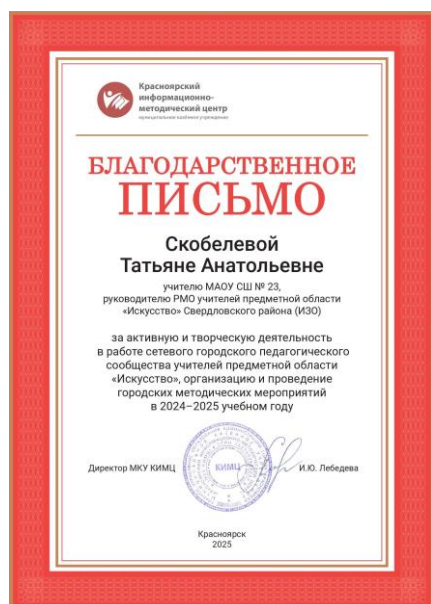 Красноярский
информационно-
методический центр
муниципальное казённое учреждение
БЛАГОДАРСТВЕННОЕ
ПИСЬМО
Скобелевой
Татьяне Анатольевне
учителю МАОУ СШ № 23,
руководителю РМО учителей предметной области
«Искусство» Свердловского района (ИЗО)
за активную и творческую деятельность
в работе сетевого городского педагогического
сообщества учителей предметной области
«Искусство», организацию и проведение
городских методических мероприятий
в 2024–2025 учебном году
Директор МКУ КИМЦ
КИМЦ
И.Ю. Лебедева
Красноярск
2025